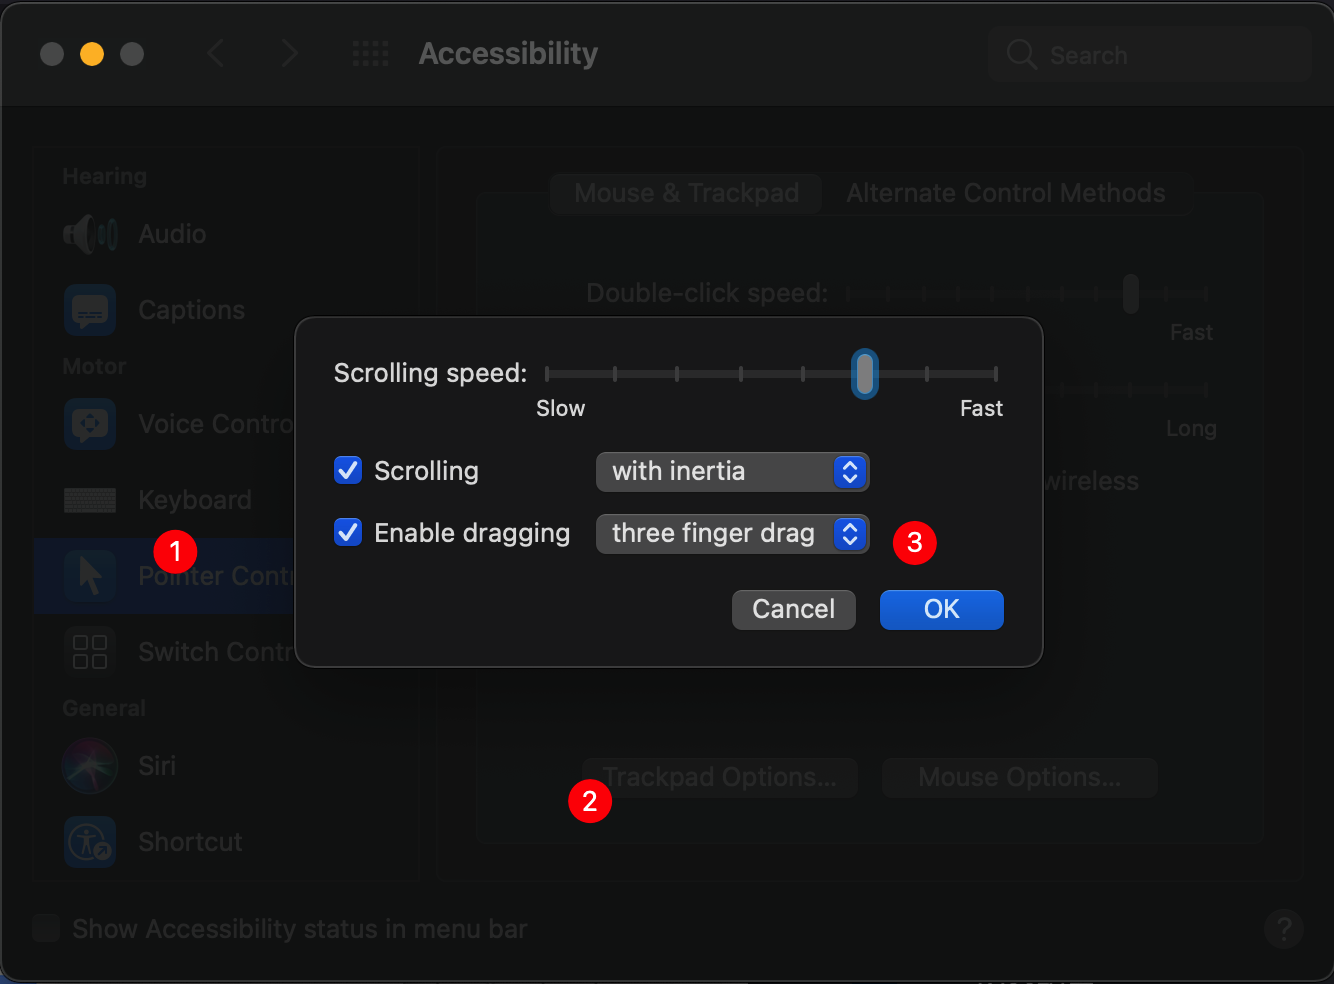 Accessibility
Search
Hearing
Audio
Captions
Motor
Voice Contro
Keyboard
1
Pointer Contr
Switch Contr
General
Siri
Shortcut
Mouse & Trackpad
Alternate Control Methods
Double-click speed:
Fast
Long
wireless
Scrolling speed:
Slow
Fast
Scrolling
with inertia
Enable dragging
three finger drag
3
Cancel
OK
Trackpad Options...
2
Mouse Options...
Show Accessibility status in menu bar
?